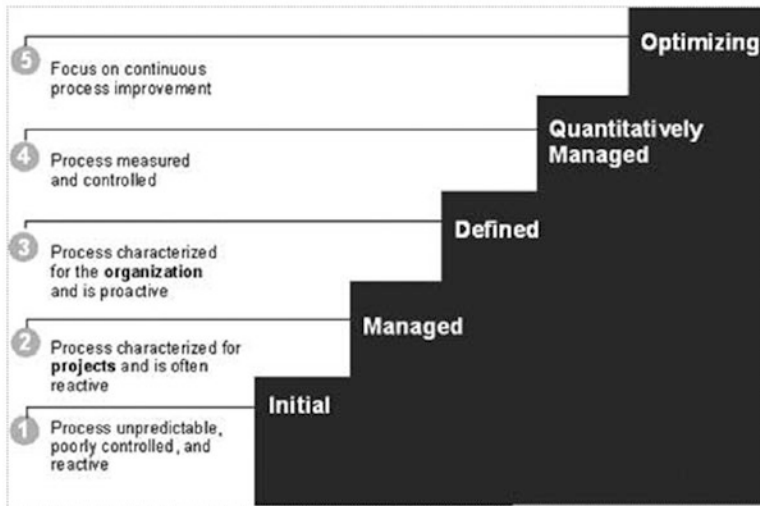 5
Optimizing
Focus on continuous
process improvement
4
Quantitatively
Managed
Process measured
and controlled
3
Defined
Process characterized
for the organization
and is proactive
2
Managed
Process characterized for
projects and is often
reactive
1
Initial
Process unpredictable,
poorly controlled, and
reactive